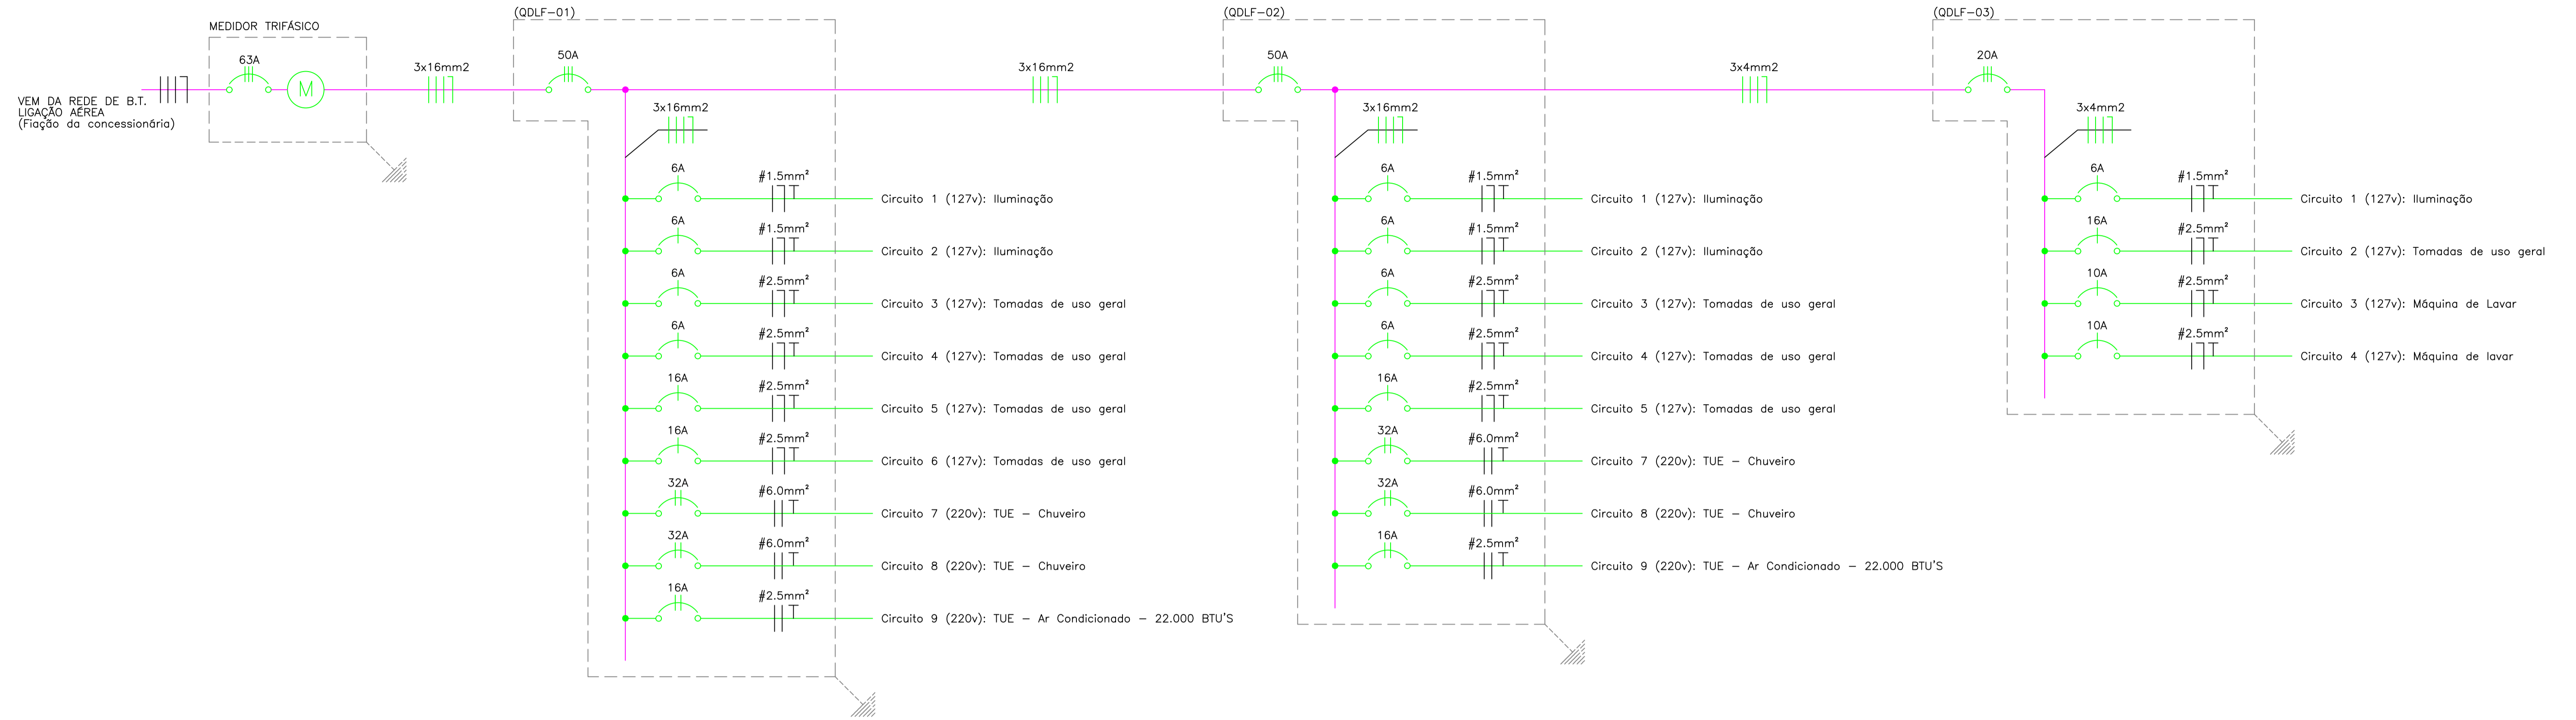 MEDIDOR TRIFÁSICO
63A
M
VEM DA REDE DE B.T.
LIGAÇÃO AÉREA
(Fiação da concessionária)
3x16mm2
(QDLF-01)
50A
3x16mm2
6A
#1.5mm²
Circuito 1 (127v): Iluminação
6A
#1.5mm²
Circuito 2 (127v): Iluminação
6A
#2.5mm²
Circuito 3 (127v): Tomadas de uso geral
6A
#2.5mm²
Circuito 4 (127v): Tomadas de uso geral
16A
#2.5mm²
Circuito 5 (127v): Tomadas de uso geral
16A
#2.5mm²
Circuito 6 (127v): Tomadas de uso geral
32A
#6.0mm²
Circuito 7 (220v): TUE - Chuveiro
32A
#6.0mm²
Circuito 8 (220v): TUE - Chuveiro
16A
#2.5mm²
Circuito 9 (220v): TUE - Ar Condicionado - 22.000 BTU'S
3x16mm2
(QDLF-02)
50A
3x16mm2
6A
#1.5mm²
Circuito 1 (127v): Iluminação
6A
#1.5mm²
Circuito 2 (127v): Iluminação
6A
#2.5mm²
Circuito 3 (127v): Tomadas de uso geral
6A
#2.5mm²
Circuito 4 (127v): Tomadas de uso geral
16A
#2.5mm²
Circuito 5 (127v): Tomadas de uso geral
32A
#6.0mm²
Circuito 7 (220v): TUE - Chuveiro
32A
#6.0mm²
Circuito 8 (220v): TUE - Chuveiro
16A
#2.5mm²
Circuito 9 (220v): TUE - Ar Condicionado - 22.000 BTU'S
3x4mm2
(QDLF-03)
20A
3x4mm2
6A
#1.5mm²
Circuito 1 (127v): Iluminação
16A
#2.5mm²
Circuito 2 (127v): Tomadas de uso geral
10A
#2.5mm²
Circuito 3 (127v): Máquina de Lavar
10A
#2.5mm²
Circuito 4 (127v): Máquina de lavar